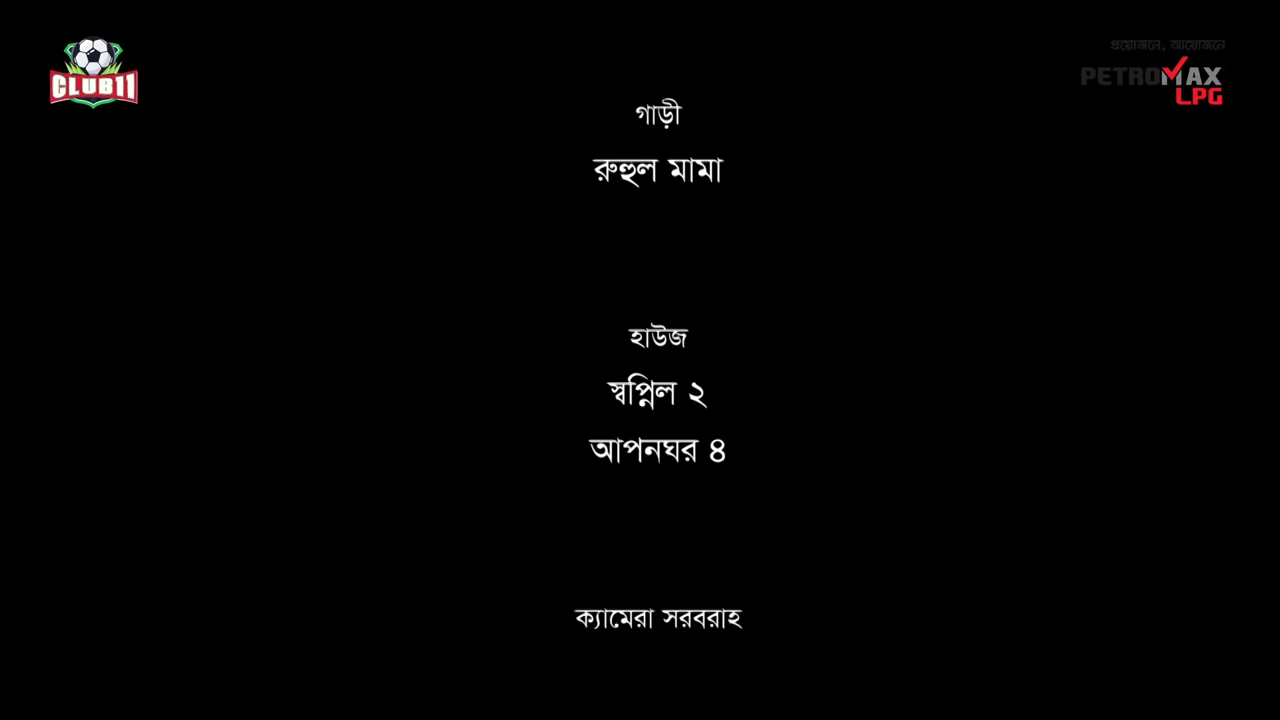 CLUB11
প্রয়োজনে, আয়োজনে
PETROMAX
LPG
গাড়ী
রুহুল মামা
হাউজ
স্বপ্নিল ২
আপনঘর ৪
ক্যামেরা সরবরাহ